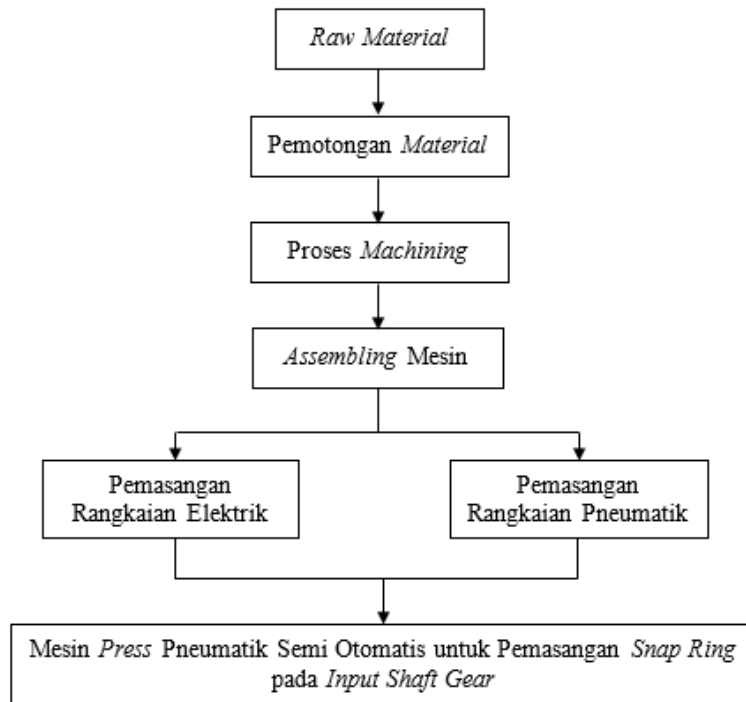 Raw Material
Pemotongan Material
Proses Machining
Assembling Mesin
Pemasangan
Rangkaian Elektrik
Pemasangan
Rangkaian Pneumatik
Mesin Press Pneumatik Semi Otomatis untuk Pemasangan Snap Ring
pada Input Shaft Gear